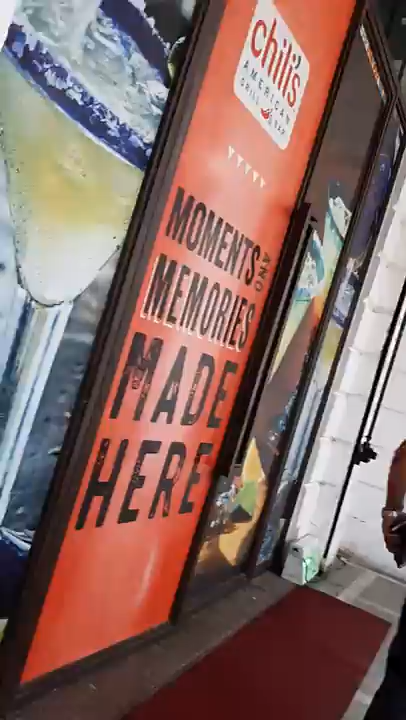 chili's
AMERICAN
GRILL & BAR
MOMENTS AND
MEMORIES
MADE
HERE